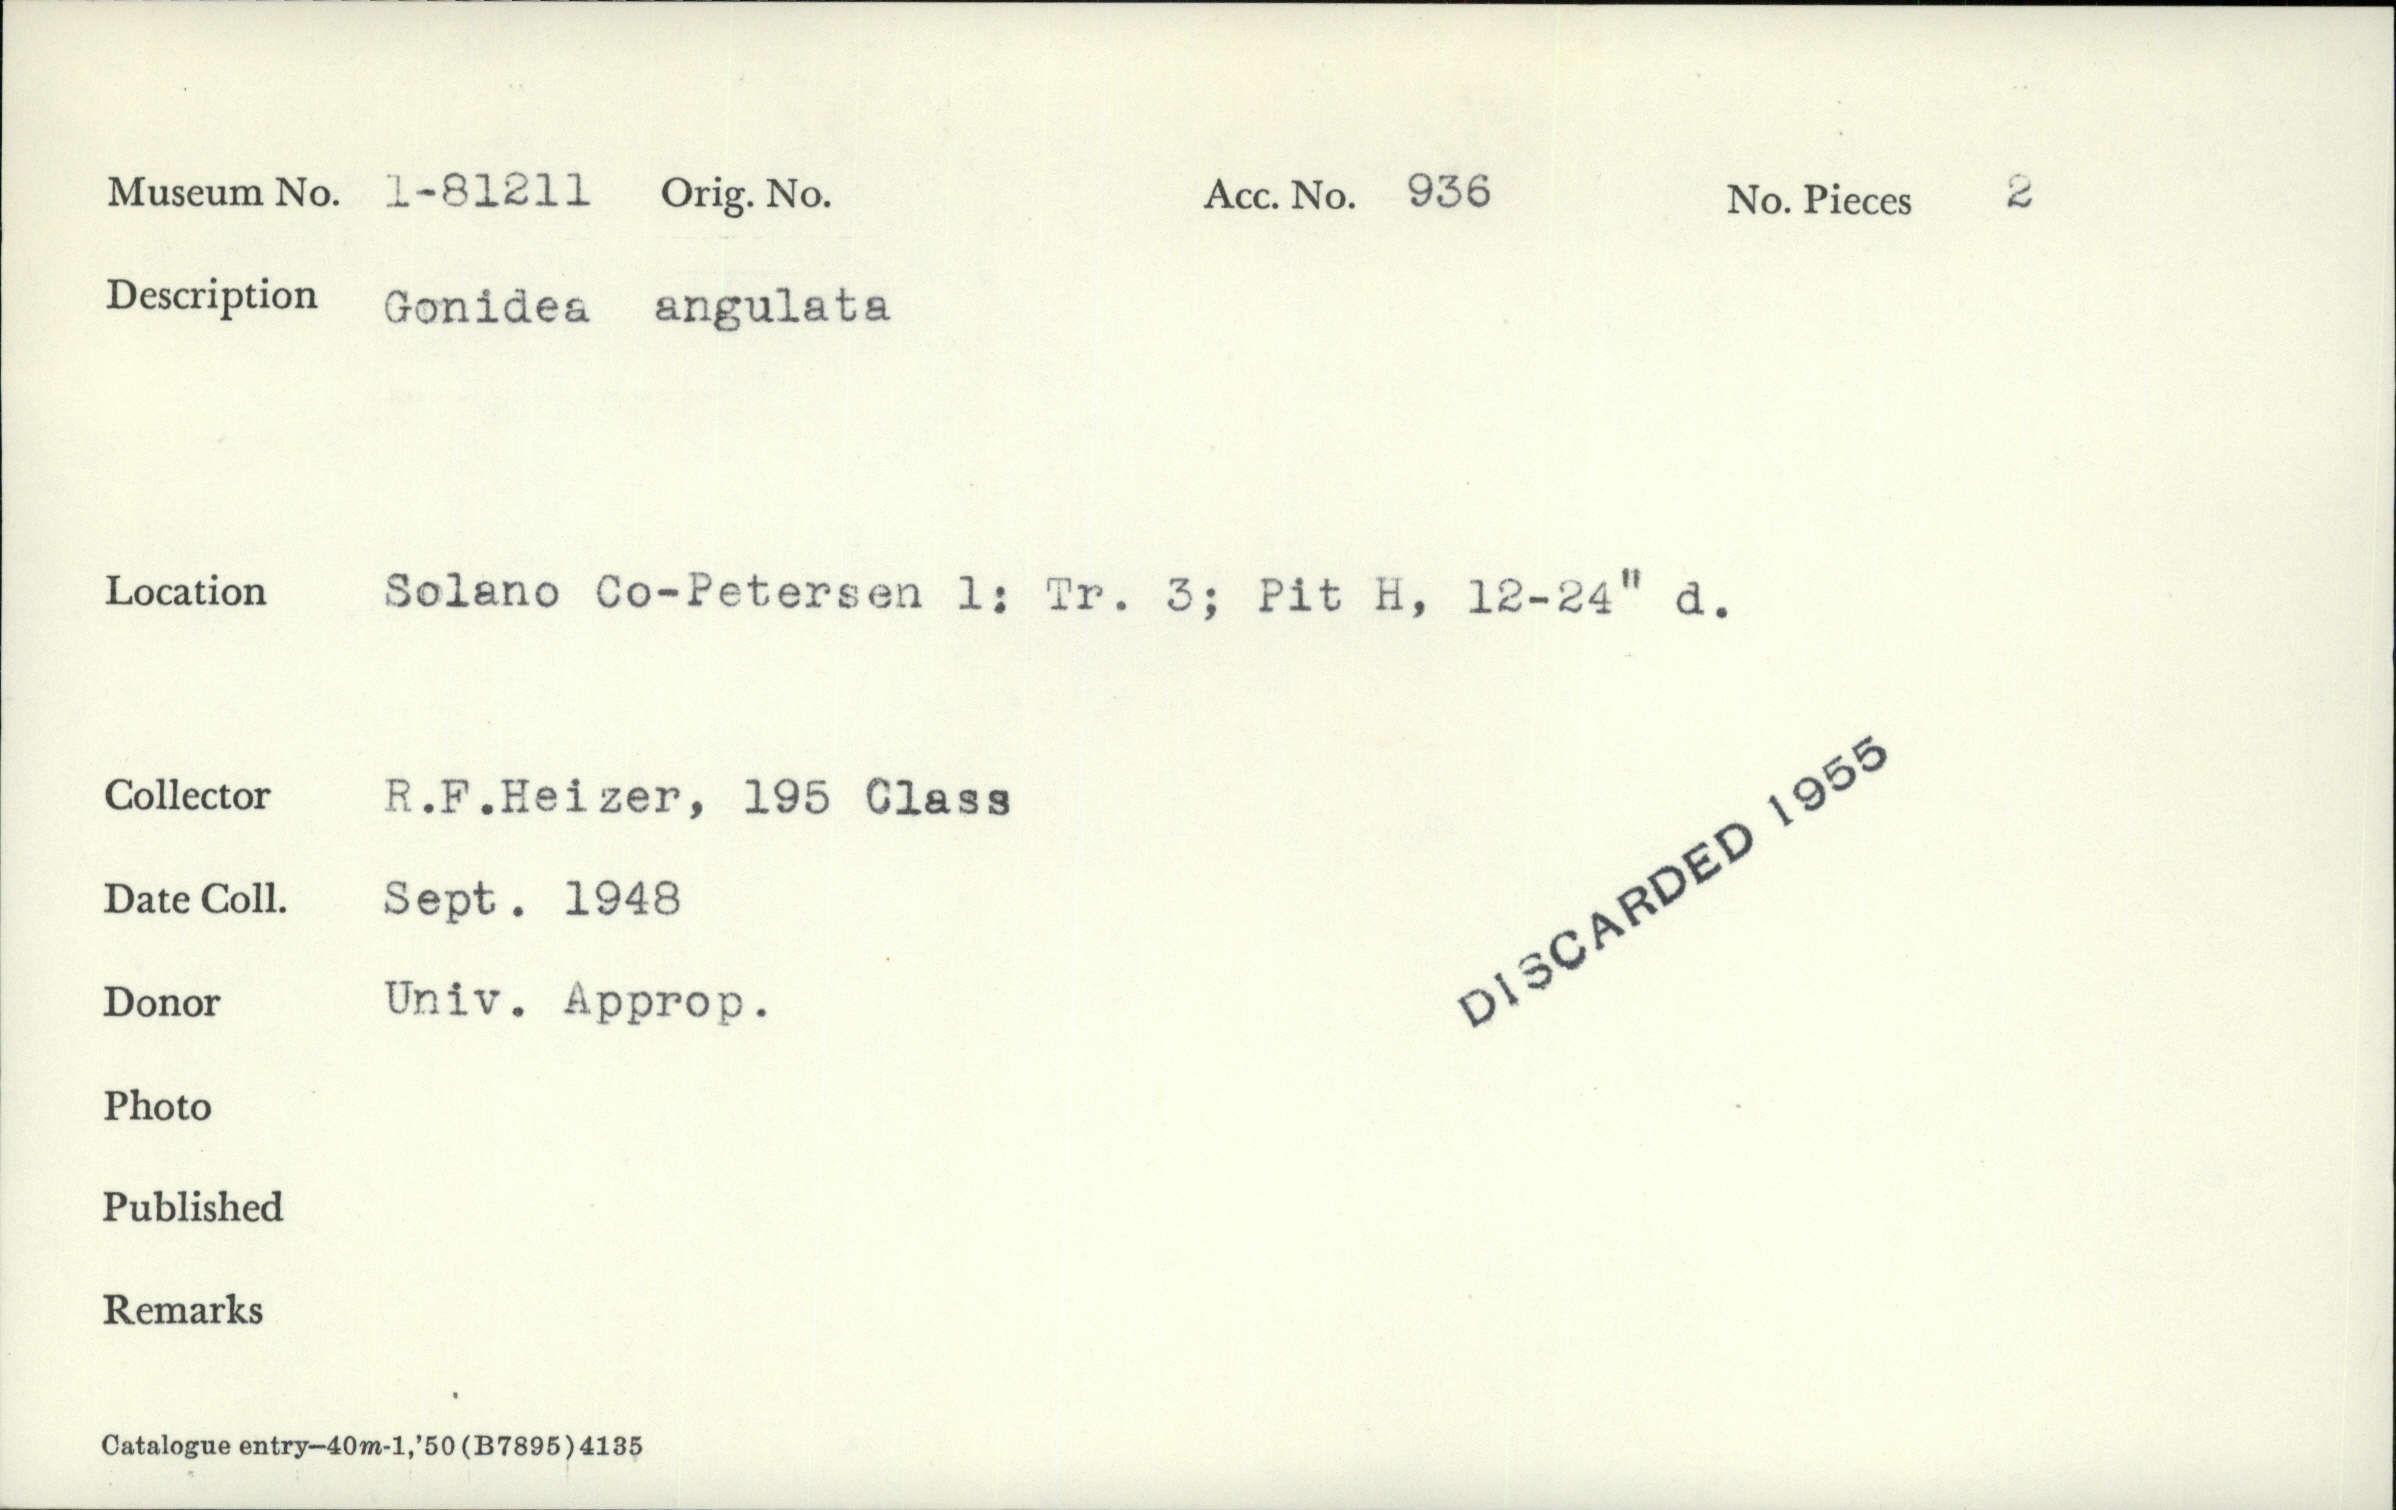 Museum No. 1-81211 Orig. No. Acc. No. 936 No. Pieces 2
Description Gonidea angulata
Location Solano Co-Petersen 1: Tr. 3; Pit H, 12-24" d.
Collector R.F.Heizer, 195 Class
Date Coll. Sept. 1948
Donor Univ. Approp.
DISCARDED 1955
Photo
Published
Remarks
Catalogue entry–40m-1,'50(B7895)4135